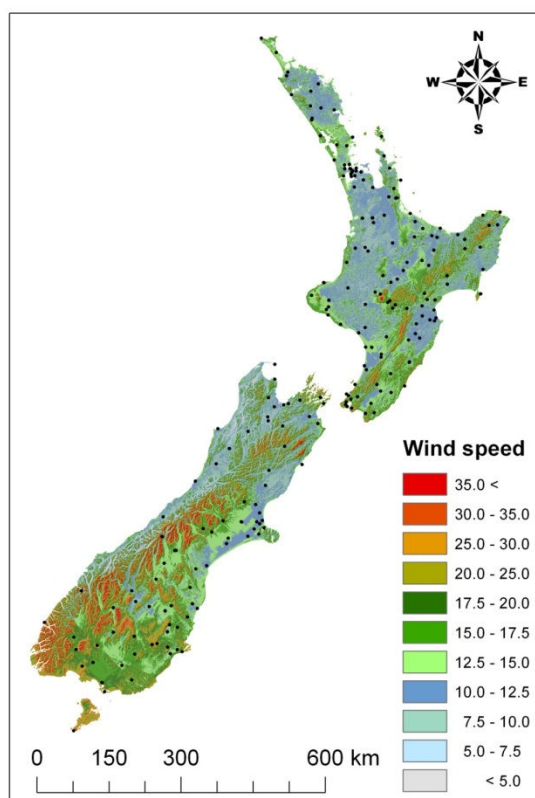 N
W E
S
Wind speed
35.0 <
30.0 - 35.0
25.0 - 30.0
20.0 - 25.0
17.5 - 20.0
15.0 - 17.5
12.5 - 15.0
10.0 - 12.5
7.5 - 10.0
5.0 - 7.5
< 5.0
0 150 300 600 km